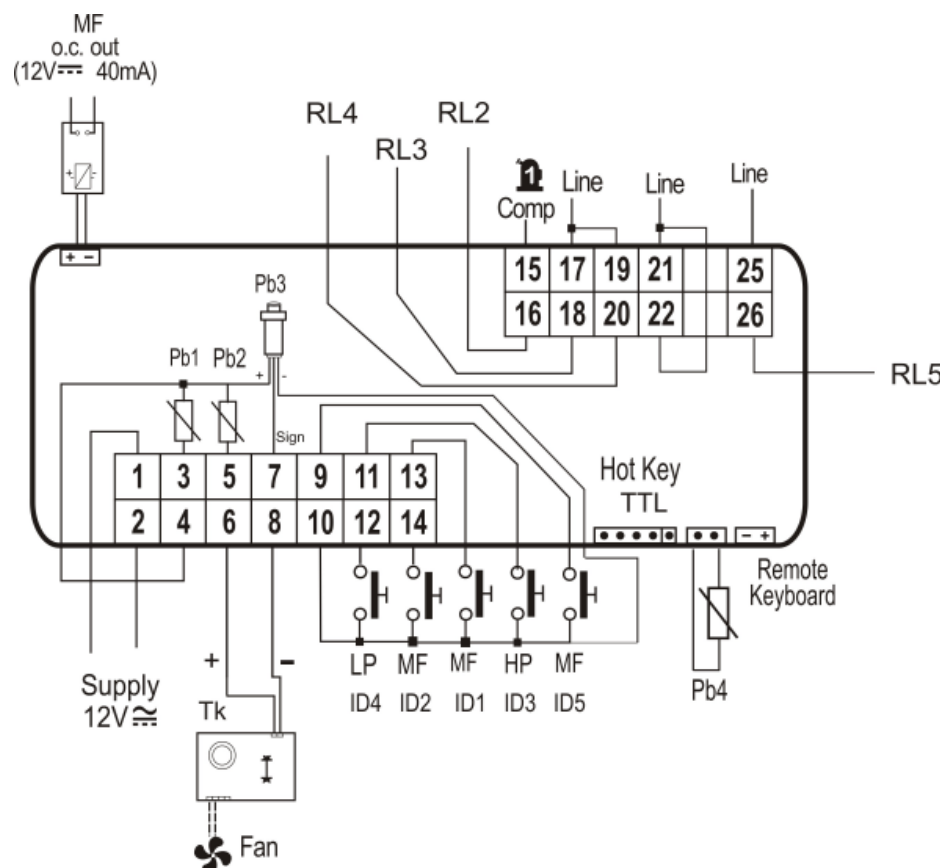 MF
o.c. out
(12V 40mA)
RL4
RL3
RL2
1
Comp
Line
Line
Line
+ -
15 17 19 21 25
16 18 20 22 26
RL5
Pb3
Pb1
Pb2
+ -
Sign
1 3 5 7 9 11 13
2 4 6 8 10 12 14
Hot Key
TTL
- +
Remote
Keyboard
Pb4
+ -
Supply
12V
Tk
LP MF MF HP MF
ID4 ID2 ID1 ID3 ID5
Fan